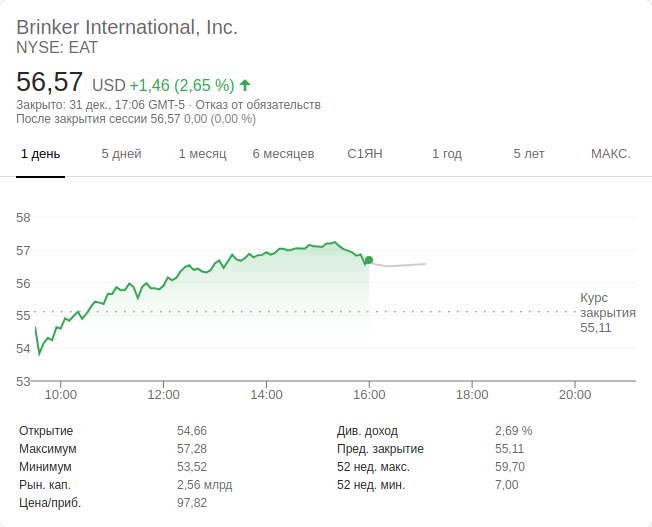 Brinker International, Inc.
NYSE: EAT
56,57 USD +1,46 (2,65 %)
Закрыто: 31 дек., 17:06 GMT-5 · Отказ от обязательств
После закрытия сессии 56,57 0,00 (0,00 %)
1 день 5 дней 1 месяц 6 месяцев С1ЯН 1 год 5 лет МАКС.
58
57
56
55
54
53
Курс
закрытия
55,11
10:00 12:00 14:00 16:00 18:00 20:00
Открытие 54,66 Див. доход 2,69 %
Максимум 57,28 Пред. закрытие 55,11
Минимум 53,52 52 нед. макс. 59,70
Рын. кап. 2,56 млрд 52 нед. мин. 7,00
Цена/приб. 97,82